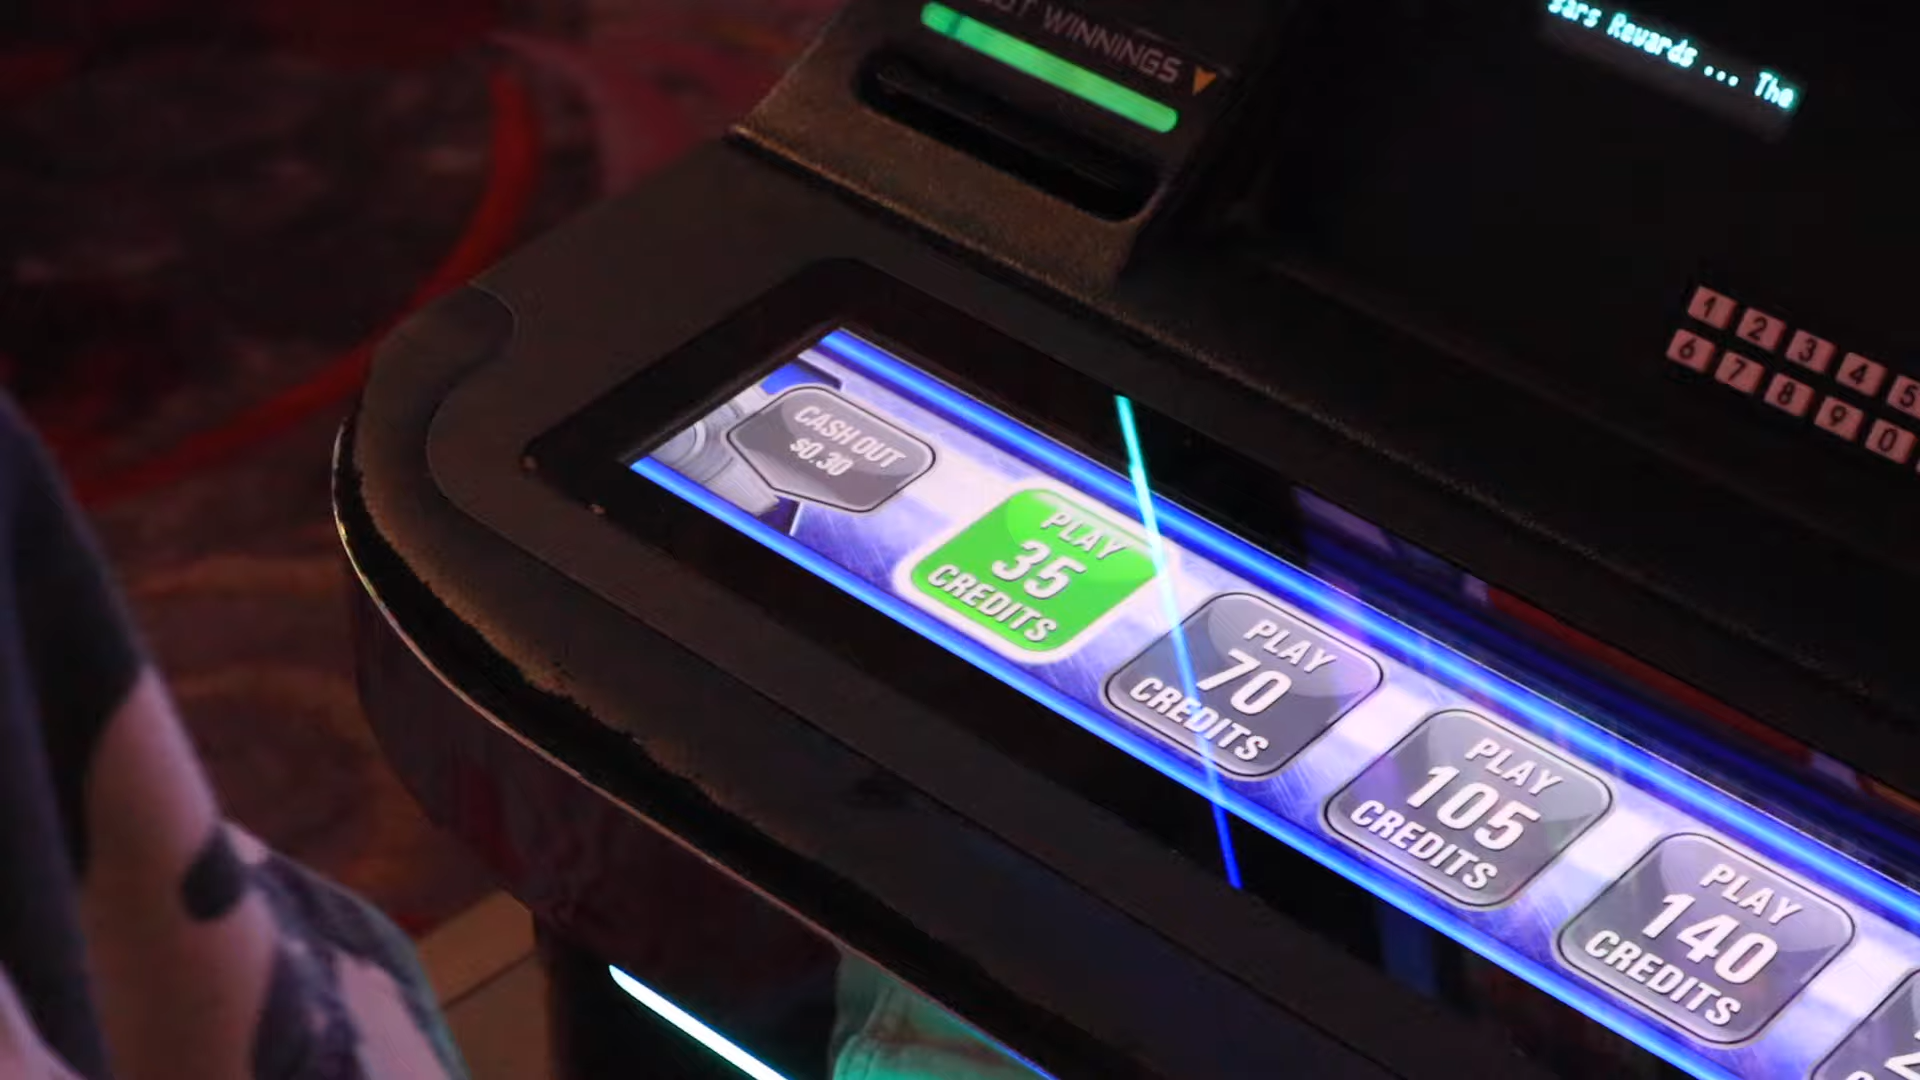 WINNINGS
Rewards ... The
1 2 3 4 5
6 7 8 9 0
CASH OUT
$0.30
PLAY
35
CREDITS
PLAY
70
CREDITS
PLAY
105
CREDITS
PLAY
140
CREDITS